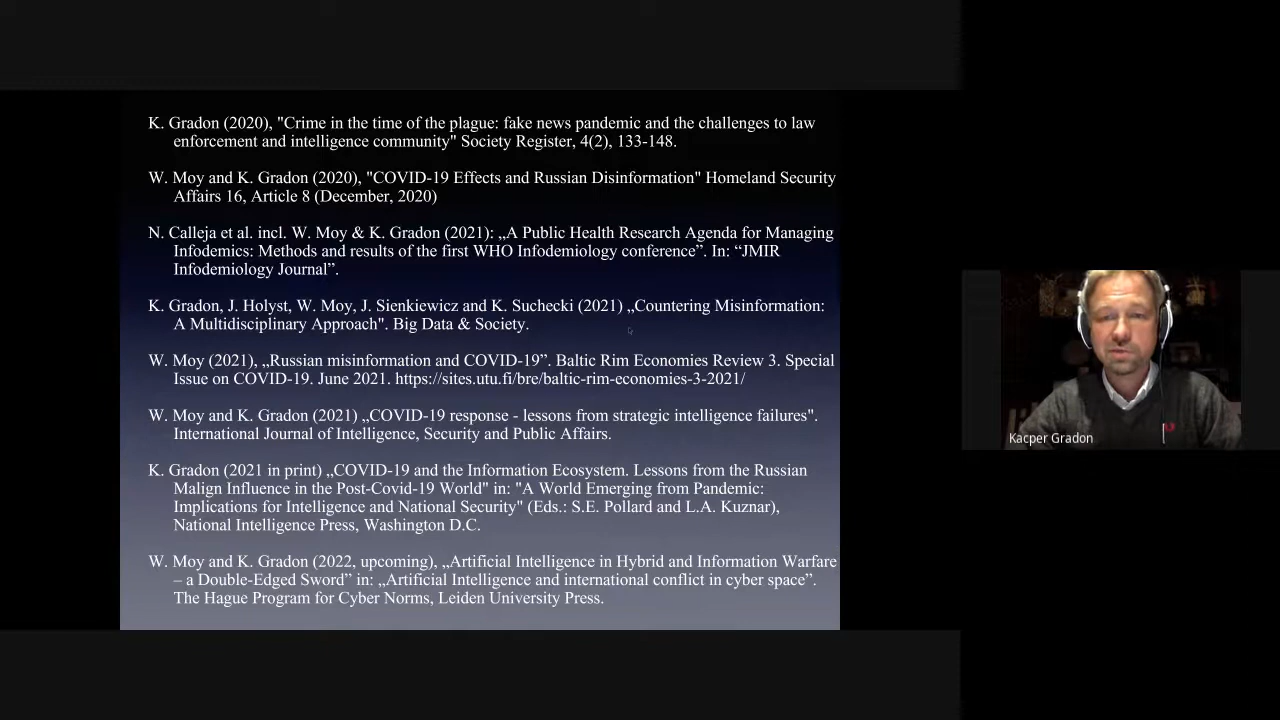 K. Gradon (2020), "Crime in the time of the plague: fake news pandemic and the challenges to law
enforcement and intelligence community" Society Register, 4(2), 133-148.
W. Moy and K. Gradon (2020), "COVID-19 Effects and Russian Disinformation" Homeland Security
Affairs 16, Article 8 (December, 2020)
N. Calleja et al. incl. W. Moy & K. Gradon (2021): „A Public Health Research Agenda for Managing
Infodemics: Methods and results of the first WHO Infodemiology conference”. In: “JMIR
Infodemiology Journal”.
K. Gradon, J. Holyst, W. Moy, J. Sienkiewicz and K. Suchecki (2021) „Countering Misinformation:
A Multidisciplinary Approach". Big Data & Society.
W. Moy (2021), „Russian misinformation and COVID-19”. Baltic Rim Economies Review 3. Special
Issue on COVID-19. June 2021. https://sites.utu.fi/bre/baltic-rim-economies-3-2021/
W. Moy and K. Gradon (2021) „COVID-19 response - lessons from strategic intelligence failures".
International Journal of Intelligence, Security and Public Affairs.
K. Gradon (2021 in print) „COVID-19 and the Information Ecosystem. Lessons from the Russian
Malign Influence in the Post-Covid-19 World" in: "A World Emerging from Pandemic:
Implications for Intelligence and National Security" (Eds.: S.E. Pollard and L.A. Kuznar),
National Intelligence Press, Washington D.C.
W. Moy and K. Gradon (2022, upcoming), „Artificial Intelligence in Hybrid and Information Warfare
– a Double-Edged Sword” in: „Artificial Intelligence and international conflict in cyber space”.
The Hague Program for Cyber Norms, Leiden University Press.
Kacper Gradon